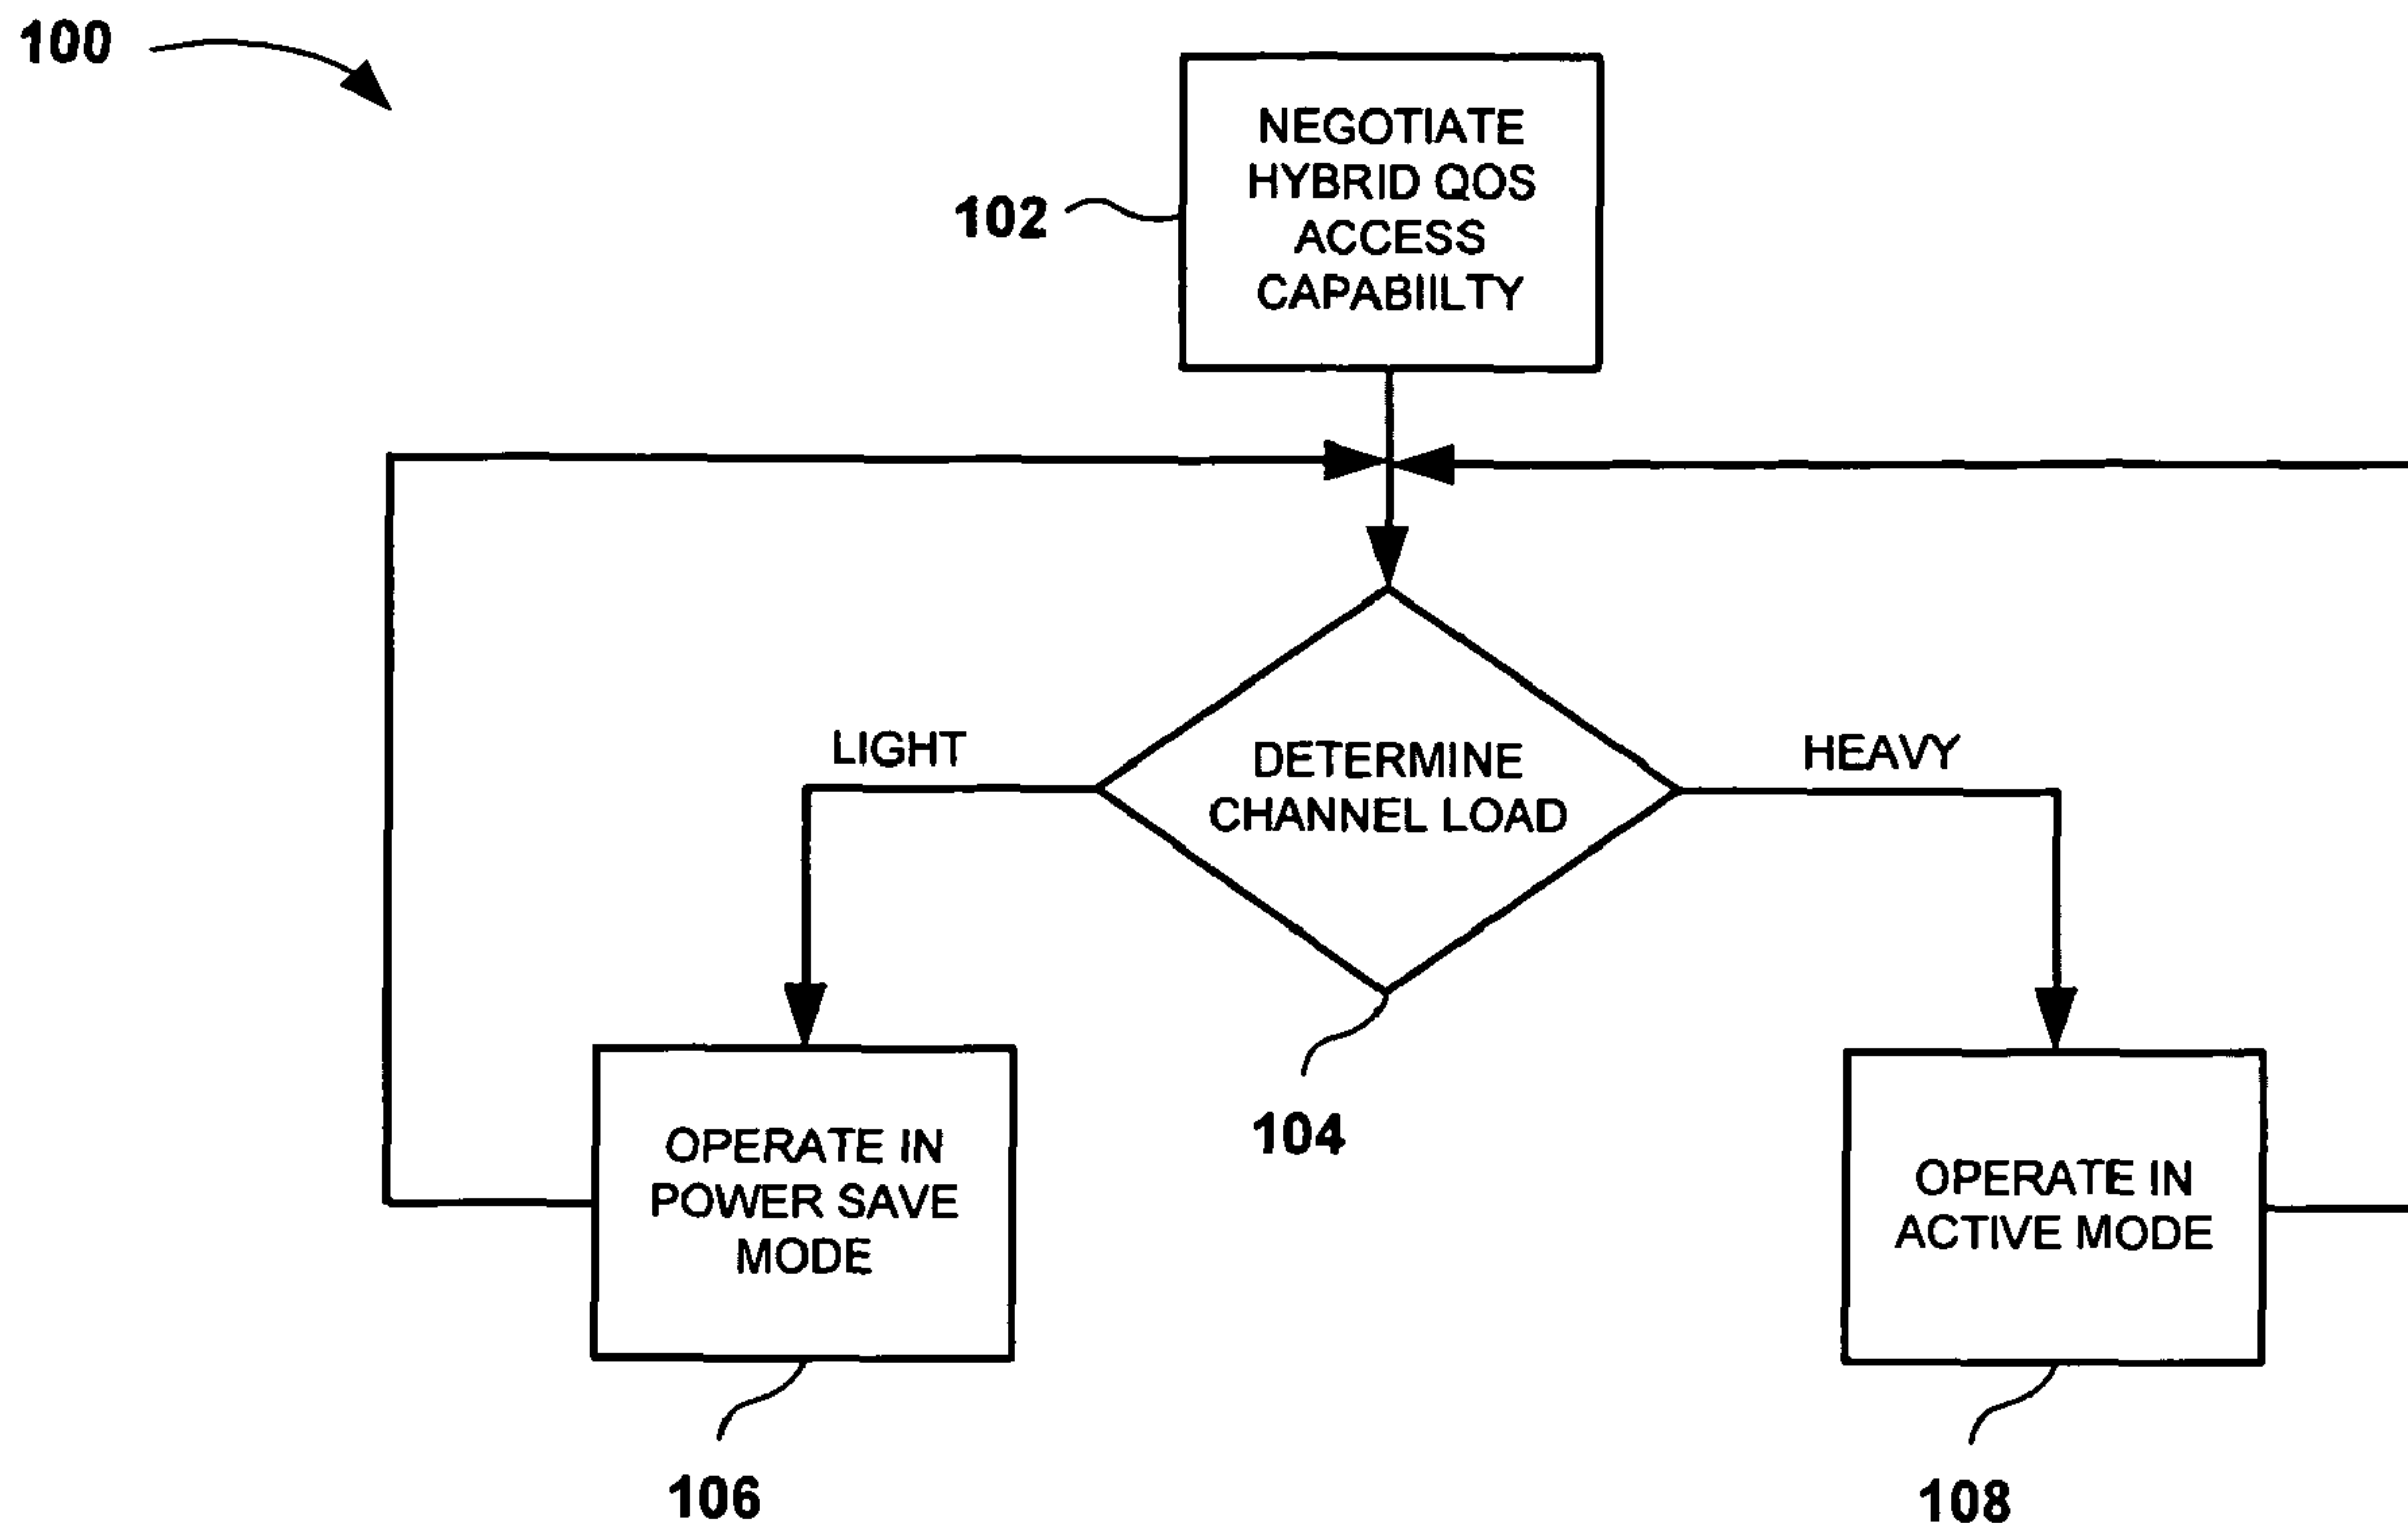 100
NEGOTIATE
HYBRID QOS
ACCESS
CAPABIILTY
102
LIGHT
DETERMINE
CHANNEL LOAD
HEAVY
104
OPERATE IN
POWER SAVE
MODE
OPERATE IN
ACTIVE MODE
106
108